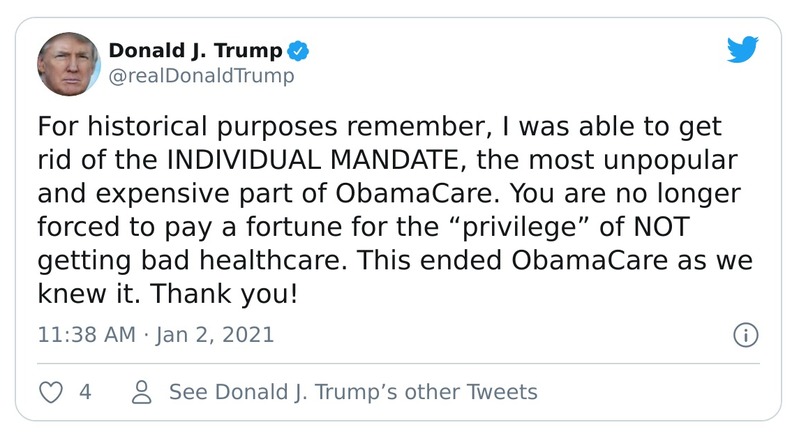 Donald J. Trump
@realDonaldTrump
For historical purposes remember, I was able to get
rid of the INDIVIDUAL MANDATE, the most unpopular
and expensive part of ObamaCare. You are no longer
forced to pay a fortune for the “privilege” of NOT
getting bad healthcare. This ended ObamaCare as we
knew it. Thank you!
11:38 AM · Jan 2, 2021
4 See Donald J. Trump’s other Tweets